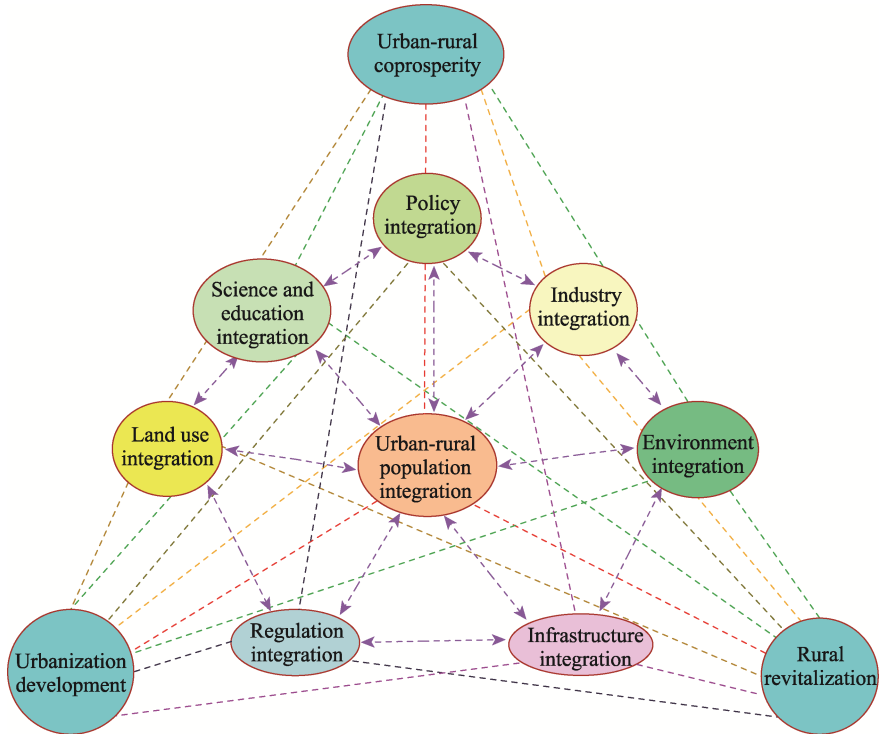 Urban-rural
coprosperity
Policy
integration
Science and
education
integration
Industry
integration
Land use
integration
Urban-rural
population
integration
Environment
integration
Urbanization
development
Regulation
integration
Infrastructure
integration
Rural
revitalization